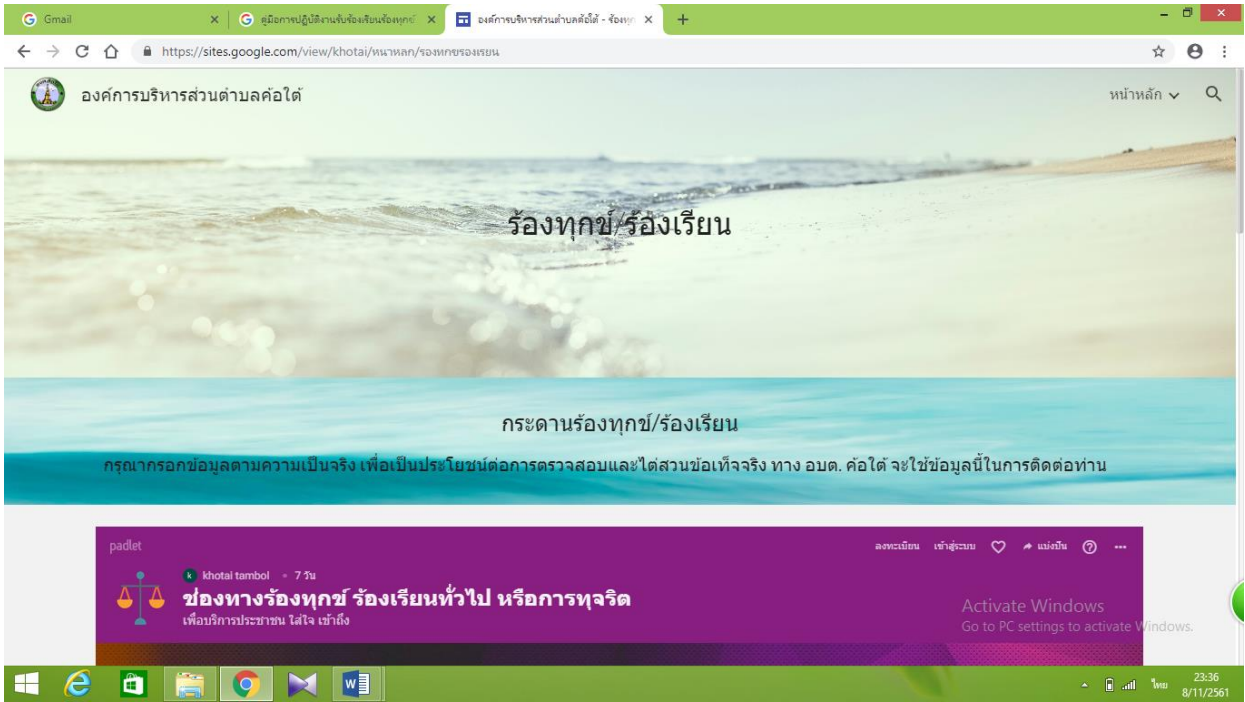 Gmail
คู่มือการปฏิบัติงานรับร้องเรียนร้องทุกข์
องค์การบริหารส่วนตำบลค้อใต้ - ร้องทุก
https://sites.google.com/view/khotai/หนาหลก/รองทกขรองเรยน
องค์การบริหารส่วนตำบลค้อใต้
หน้าหลัก
ร้องทุกข์/ร้องเรียน
กระดานร้องทุกข์/ร้องเรียน
กรุณากรอกข้อมูลตามความเป็นจริง เพื่อเป็นประโยชน์ต่อการตรวจสอบและไต่สวนข้อเท็จจริง ทาง อบต. ค้อใต้ จะใช้ข้อมูลนี้ในการติดต่อท่าน
padlet
ลงทะเบียน เข้าสู่ระบบ แบ่งปัน
k khotai tambol • 7 วัน
ช่องทางร้องทุกข์ ร้องเรียนทั่วไป หรือการทุจริต
เพื่อบริการประชาชน ใส่ใจ เข้าถึง
Activate Windows
Go to PC settings to activate Windows.
ไทย
23:36
8/11/2561